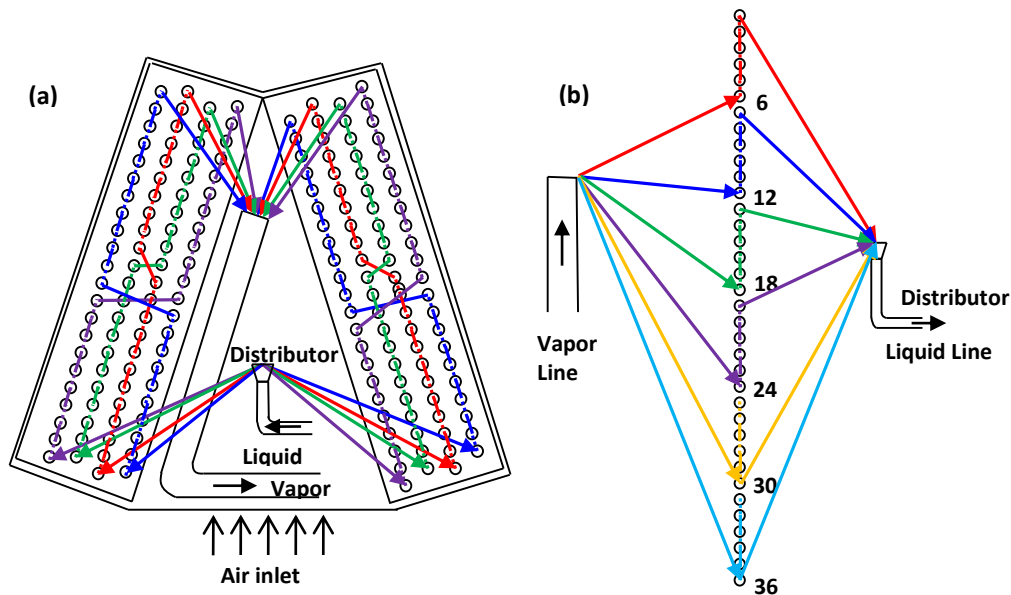 (a)
Distributor
Liquid
Vapor
Air inlet
(b)
6
12
18
24
30
36
Vapor
Line
Distributor
Liquid Line